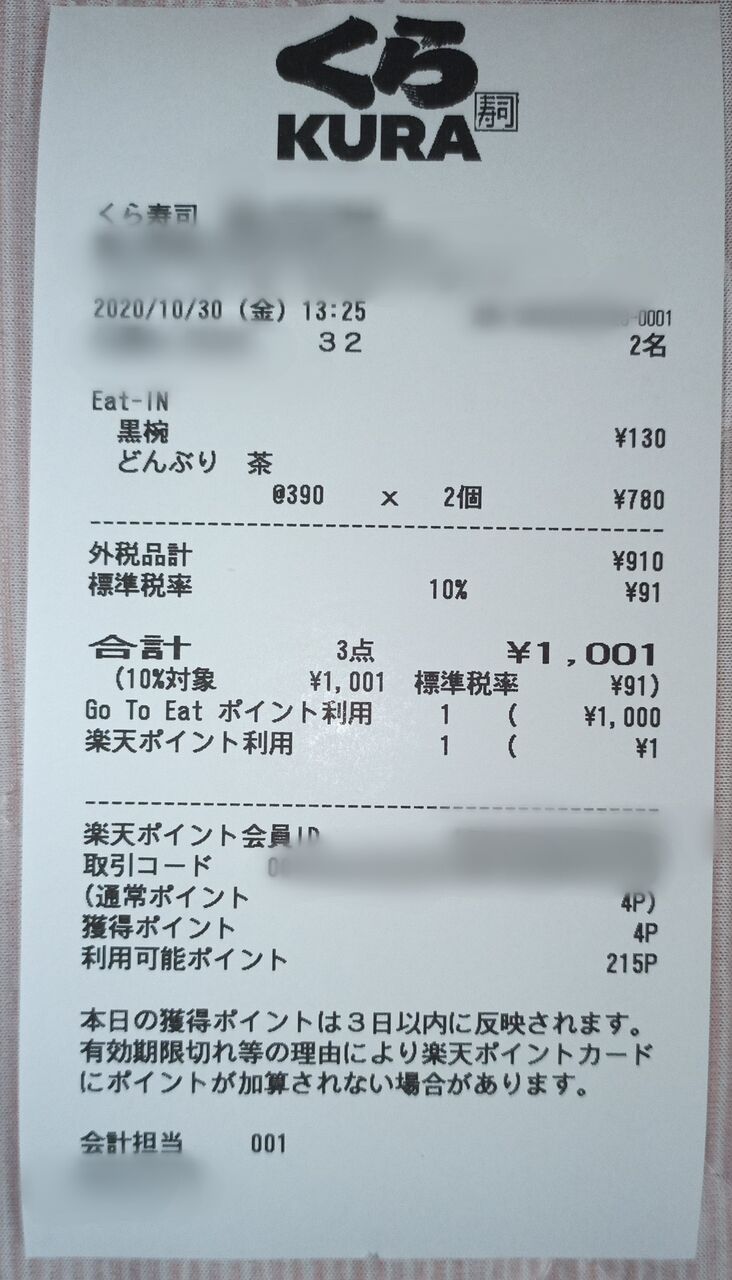 くら
寿司
KURA
くら寿司
2020/10/30 (金) 13:25
-0001
32 2名
Eat-IN
黒椀 ¥130
どんぶり 茶
@390 x 2個 ¥780
外税品計 ¥910
標準税率 10% ¥91
合計 3点 ¥1,001
(10%対象 ¥1,001 標準税率 ¥91)
Go To Eat ポイント利用 1 ( ¥1,000
楽天ポイント利用 1 ( ¥1
楽天ポイント会員ID
取引コード
(通常ポイント 4P)
獲得ポイント 4P
利用可能ポイント 215P
本日の獲得ポイントは3日以内に反映されます。
有効期限切れ等の理由により楽天ポイントカード
にポイントが加算されない場合があります。
会計担当 001